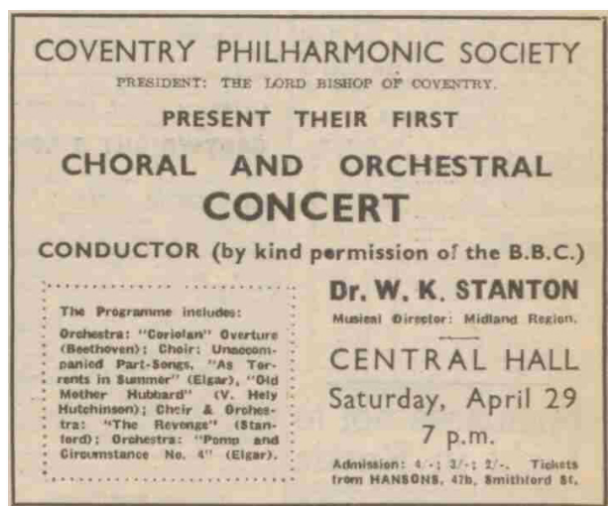 COVENTRY PHILHARMONIC SOCIETY
PRESIDENT: THE LORD BISHOP OF COVENTRY.
PRESENT THEIR FIRST
CHORAL AND ORCHESTRAL
CONCERT
CONDUCTOR (by kind permission of the B.B.C.)
Dr. W. K. STANTON
Musical Director: Midland Region.
The Programme includes:
Orchestra: "Coriolan" Overture
(Beethoven); Choir: Unaccom-
panied Part-Songs, "As Tor-
rents in Summer" (Elgar), "Old
Mother Hubbard" (V. Hely
Hutchinson); Choir & Orches-
tra: "The Revenge" (Stan-
ford); Orchestra: "Pomp and
Circumstance No. 4" (Elgar).
CENTRAL HALL
Saturday, April 29
7 p.m.
Admission: 4/-; 3/-; 2/-. Tickets
from HANSONS, 47b, Smithford St.